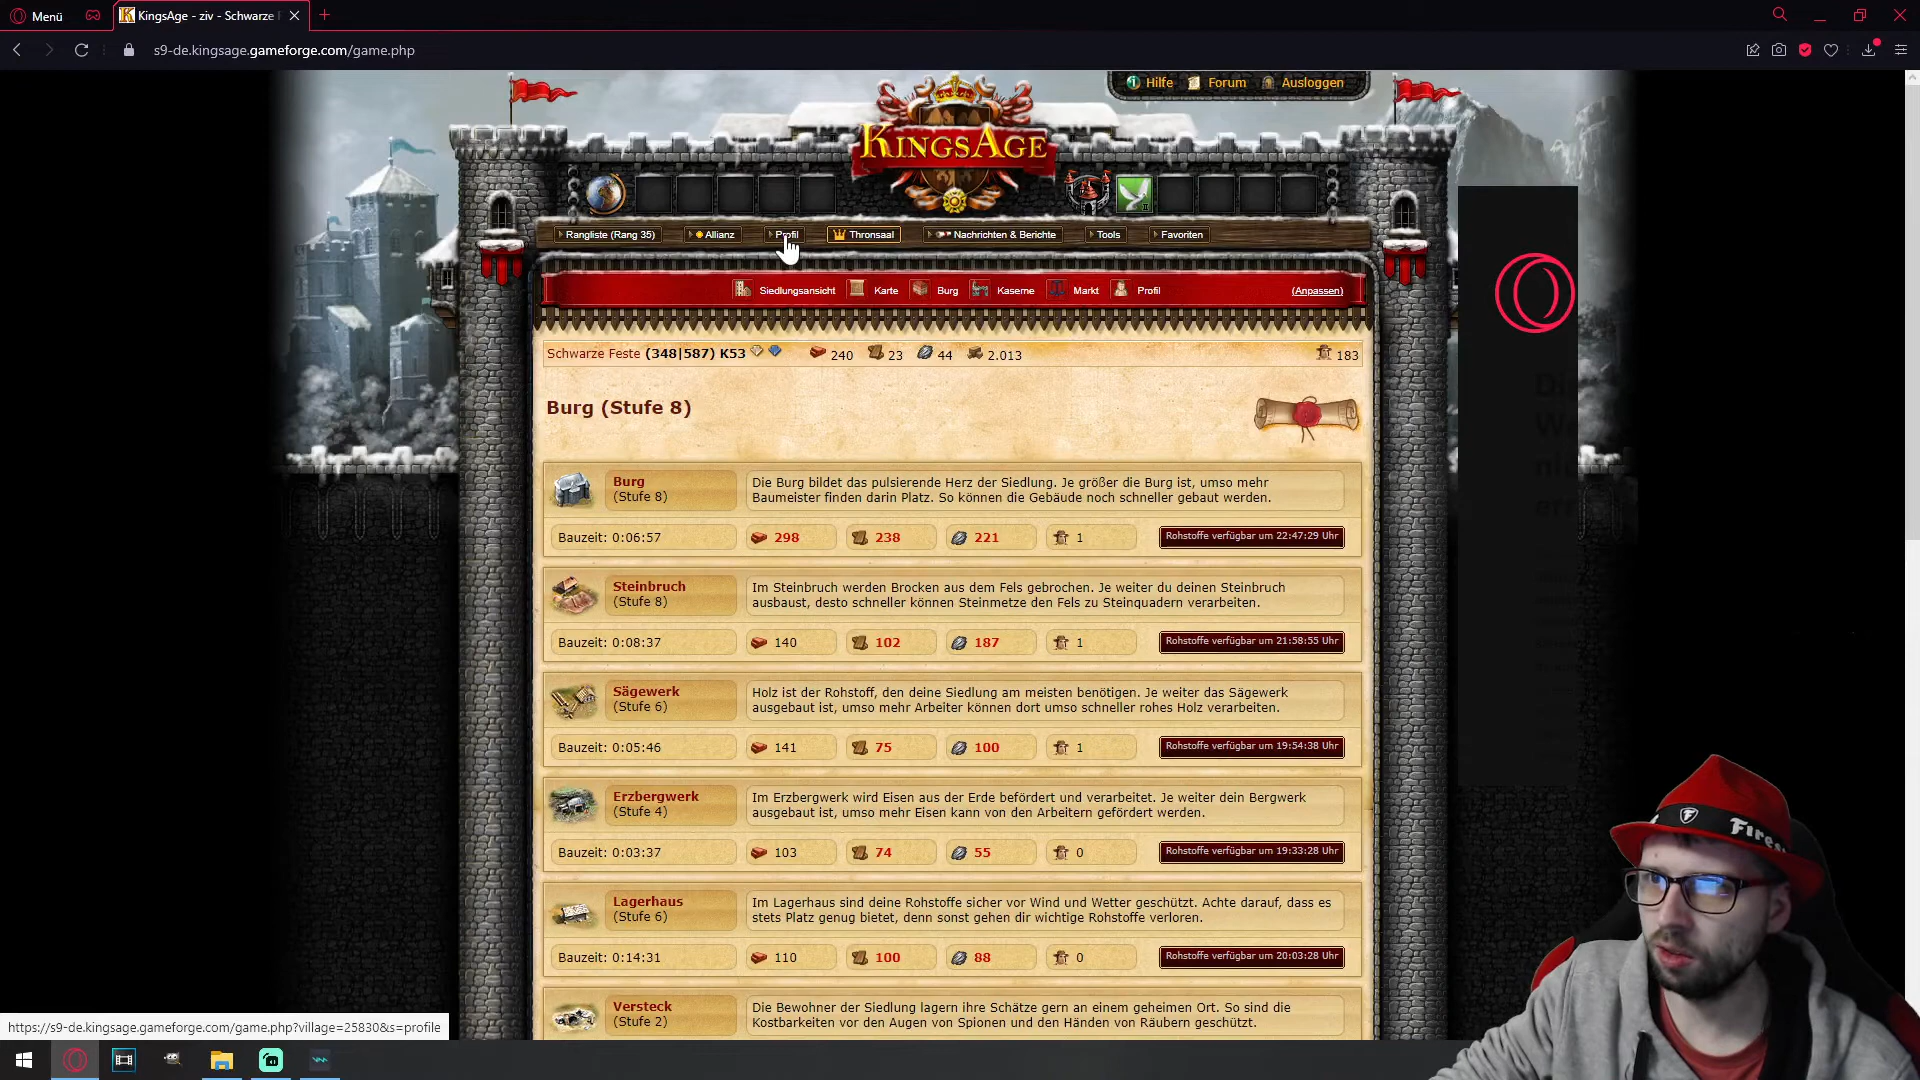 Menü
KingsAge - ziv - Schwarze
s9-de.kingsage.gameforge.com/game.php
Hilfe Forum Ausloggen
KINGSAGE
Rangliste (Rang 35) Allianz Profil Thronsaal Nachrichten & Berichte Tools Favoriten
Siedlungsansicht Karte Burg Kaserne Markt Profil (Anpassen)
Schwarze Feste (348|587) K53 240 23 44 2.013 183
Burg (Stufe 8)
Burg
(Stufe 8)
Die Burg bildet das pulsierende Herz der Siedlung. Je größer die Burg ist, umso mehr
Baumeister finden darin Platz. So können die Gebäude noch schneller gebaut werden.
Bauzeit: 0:06:57 298 238 221 1 Rohstoffe verfügbar um 22:47:29 Uhr
Steinbruch
(Stufe 8)
Im Steinbruch werden Brocken aus dem Fels gebrochen. Je weiter du deinen Steinbruch
ausbaust, desto schneller können Steinmetze den Fels zu Steinquadern verarbeiten.
Bauzeit: 0:08:37 140 102 187 1 Rohstoffe verfügbar um 21:58:55 Uhr
Sägewerk
(Stufe 6)
Holz ist der Rohstoff, den deine Siedlung am meisten benötigen. Je weiter das Sägewerk
ausgebaut ist, umso mehr Arbeiter können dort umso schneller rohes Holz verarbeiten.
Bauzeit: 0:05:46 141 75 100 1 Rohstoffe verfügbar um 19:54:38 Uhr
Erzbergwerk
(Stufe 4)
Im Erzbergwerk wird Eisen aus der Erde befördert und verarbeitet. Je weiter dein Bergwerk
ausgebaut ist, umso mehr Eisen kann von den Arbeitern gefördert werden.
Bauzeit: 0:03:37 103 74 55 0 Rohstoffe verfügbar um 19:33:28 Uhr
Lagerhaus
(Stufe 6)
Im Lagerhaus sind deine Rohstoffe sicher vor Wind und Wetter geschützt. Achte darauf, dass es
stets Platz genug bietet, denn sonst gehen dir wichtige Rohstoffe verloren.
Bauzeit: 0:14:31 110 100 88 0 Rohstoffe verfügbar um 20:03:28 Uhr
Versteck
(Stufe 2)
Die Bewohner der Siedlung lagern ihre Schätze gern an einem geheimen Ort. So sind die
Kostbarkeiten vor den Augen von Spionen und den Händen von Räubern geschützt.
https://s9-de.kingsage.gameforge.com/game.php?village=25830&s=profile